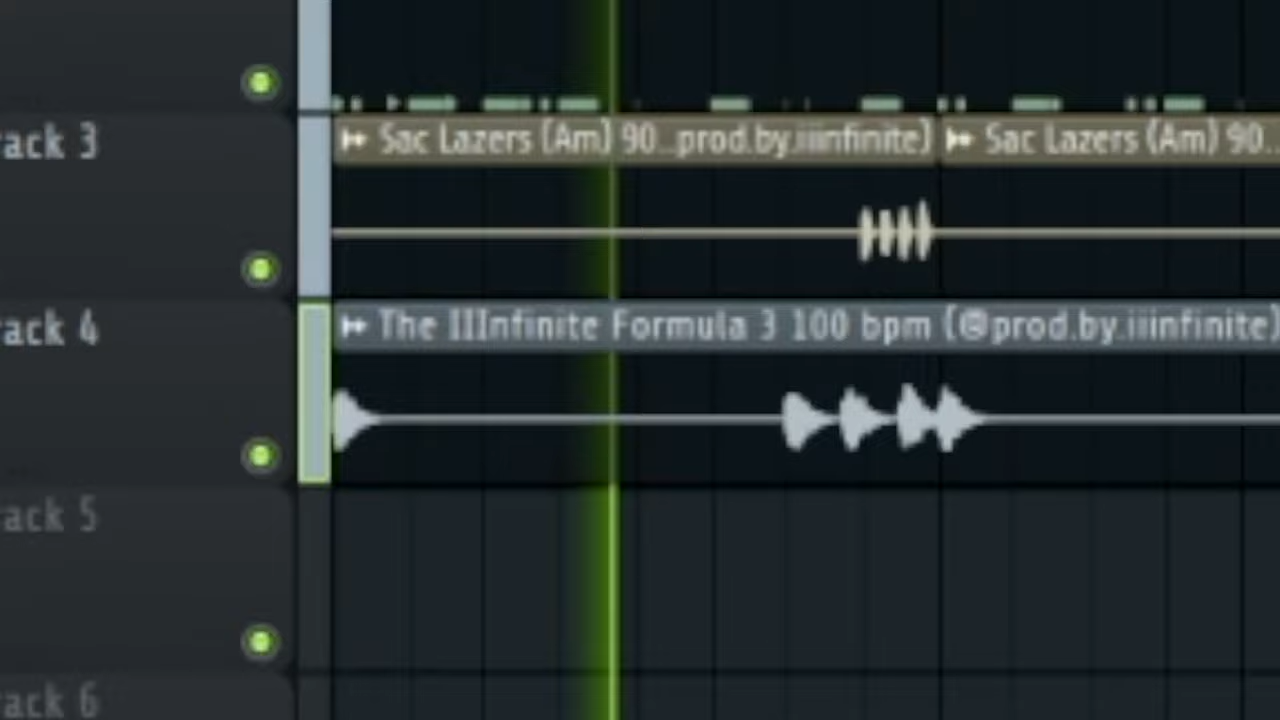 ack 3
Sac Lazers (Am) 90..prod.by.iiinfinite)
Sac Lazers (Am) 90..
ack 4
The IIInfinite Formula 3 100 bpm (@prod.by.iiinfinite)
ack 5
ack 6